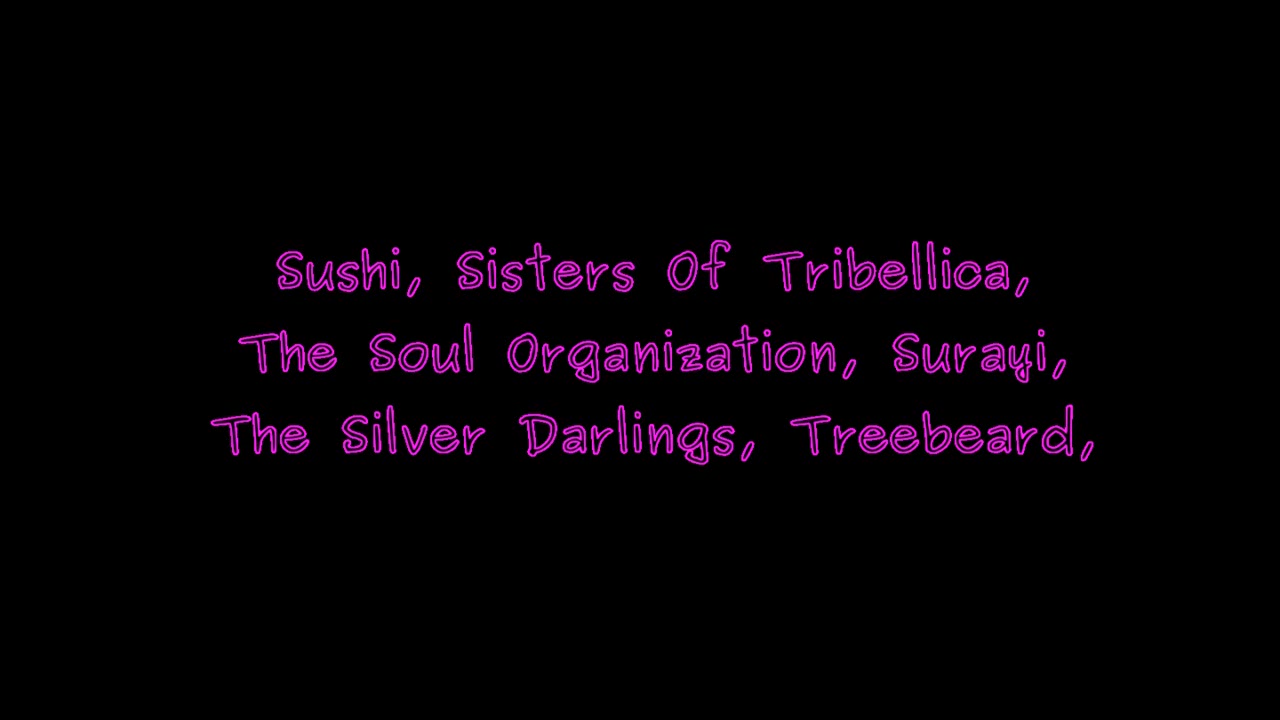 Sushi, Sisters Of Tribellica,
The Soul Organization, Surayi,
The Silver Darlings, Treebeard,